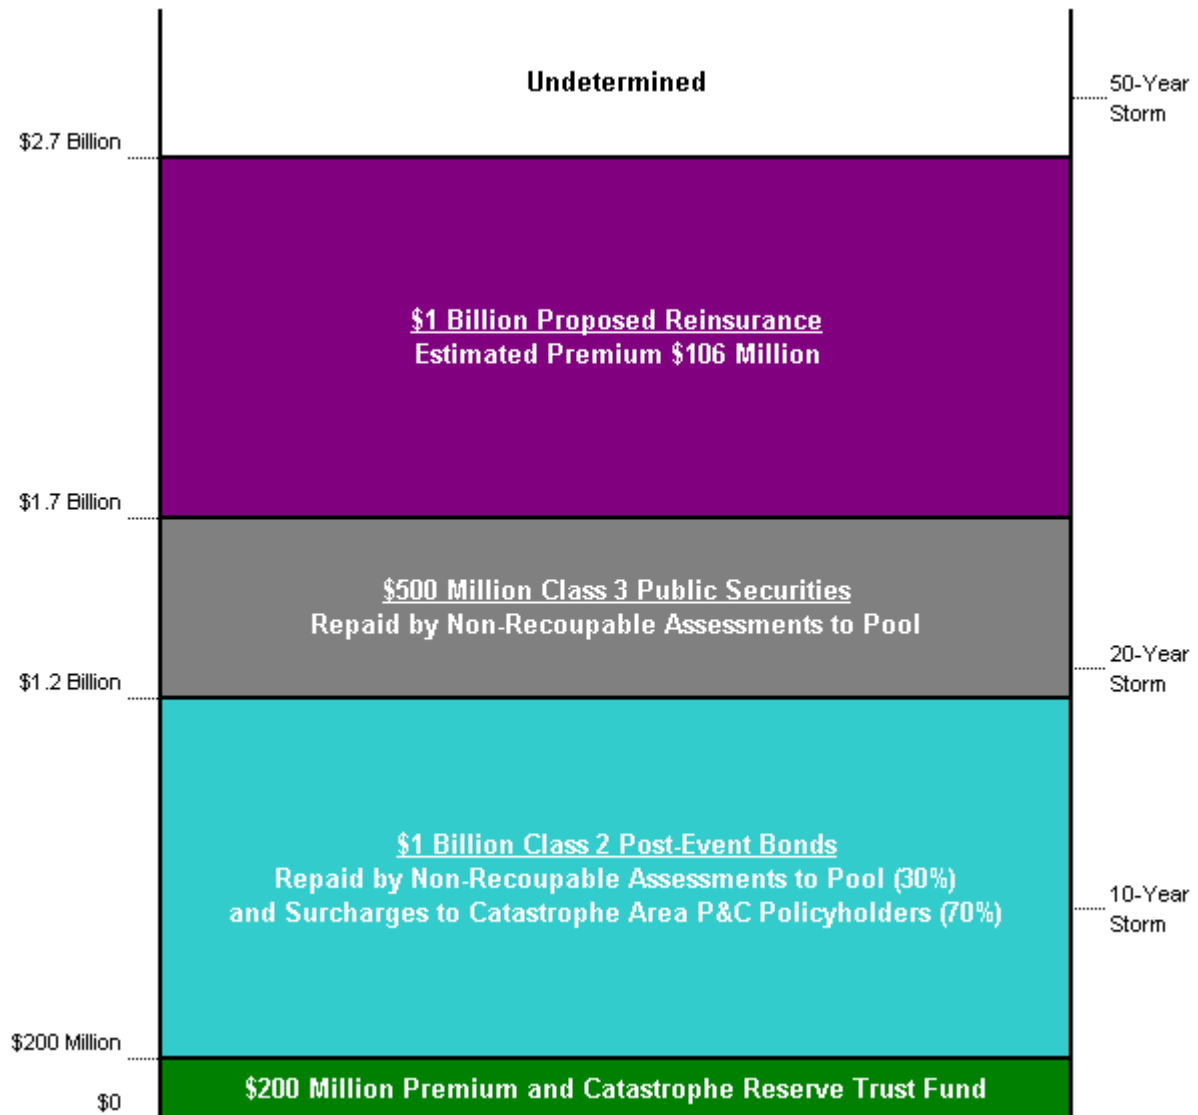 Undetermined
50-Year
Storm
$2.7 Billion
$1 Billion Proposed Reinsurance
Estimated Premium $106 Million
$1.7 Billion
$500 Million Class 3 Public Securities
Repaid by Non-Recoupable Assessments to Pool
20-Year
Storm
$1.2 Billion
$1 Billion Class 2 Post-Event Bonds
Repaid by Non-Recoupable Assessments to Pool (30%)
and Surcharges to Catastrophe Area P&C Policyholders (70%)
10-Year
Storm
$200 Million
$200 Million Premium and Catastrophe Reserve Trust Fund
$0